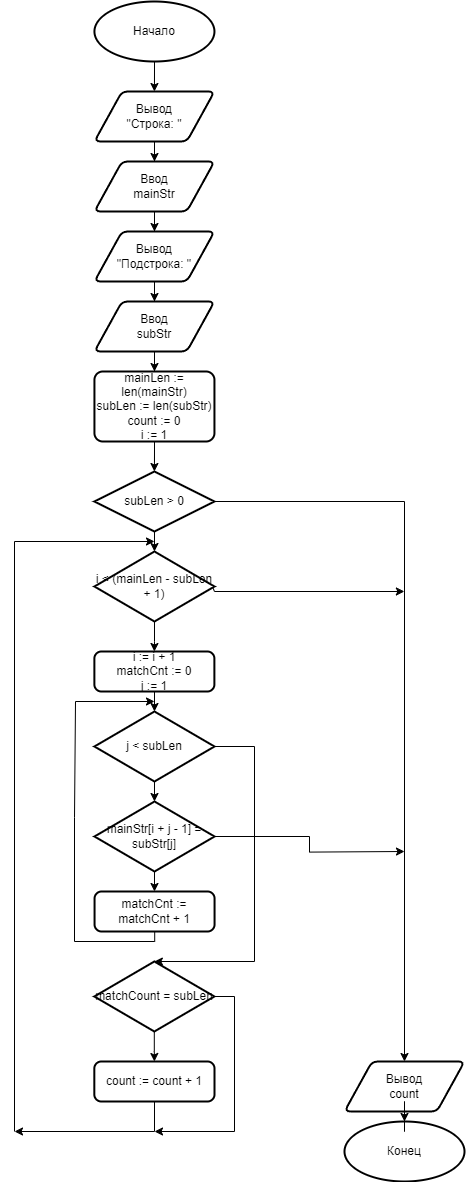 Начало
Вывод
"Строка: "
Ввод
mainStr
Вывод
"Подстрока: "
Ввод
subStr
mainLen :=
len(mainStr)
subLen := len(subStr)
count := 0
i := 1
subLen > 0
i < (mainLen - subLen
+ 1)
i := i + 1
matchCnt := 0
i := 1
j < subLen
mainStr[i + j - 1] =
subStr[j]
matchCnt :=
matchCnt + 1
matchCount = subLen
count := count + 1
Вывод
count
Конец